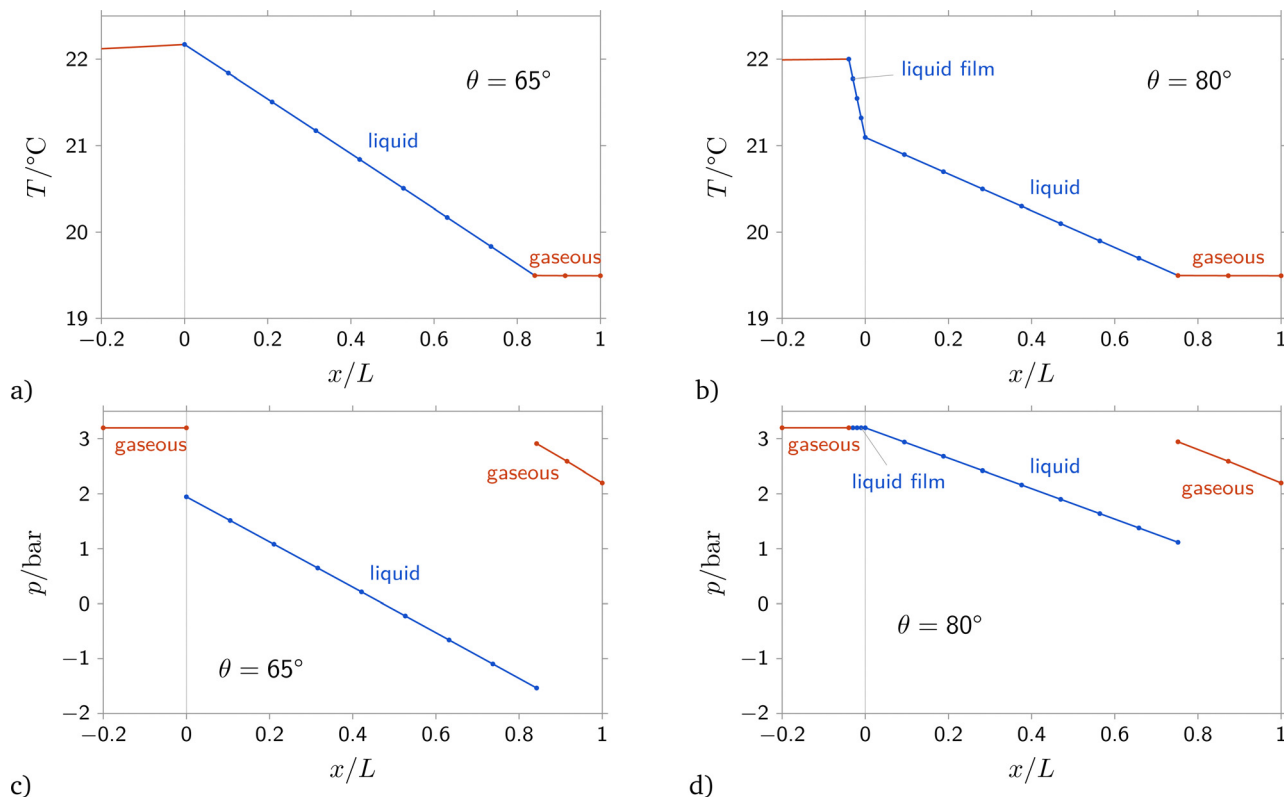 22
21
20
19
T/°C
θ = 65°
liquid
gaseous
−0.2 0 0.2 0.4 0.6 0.8 1
x/L
a)
22
21
20
19
T/°C
liquid film
θ = 80°
liquid
gaseous
−0.2 0 0.2 0.4 0.6 0.8 1
x/L
b)
3
2
1
0
−1
−2
p/bar
gaseous
gaseous
liquid
θ = 65°
−0.2 0 0.2 0.4 0.6 0.8 1
x/L
c)
3
2
1
0
−1
−2
p/bar
gaseous
liquid
liquid film
gaseous
θ = 80°
−0.2 0 0.2 0.4 0.6 0.8 1
x/L
d)